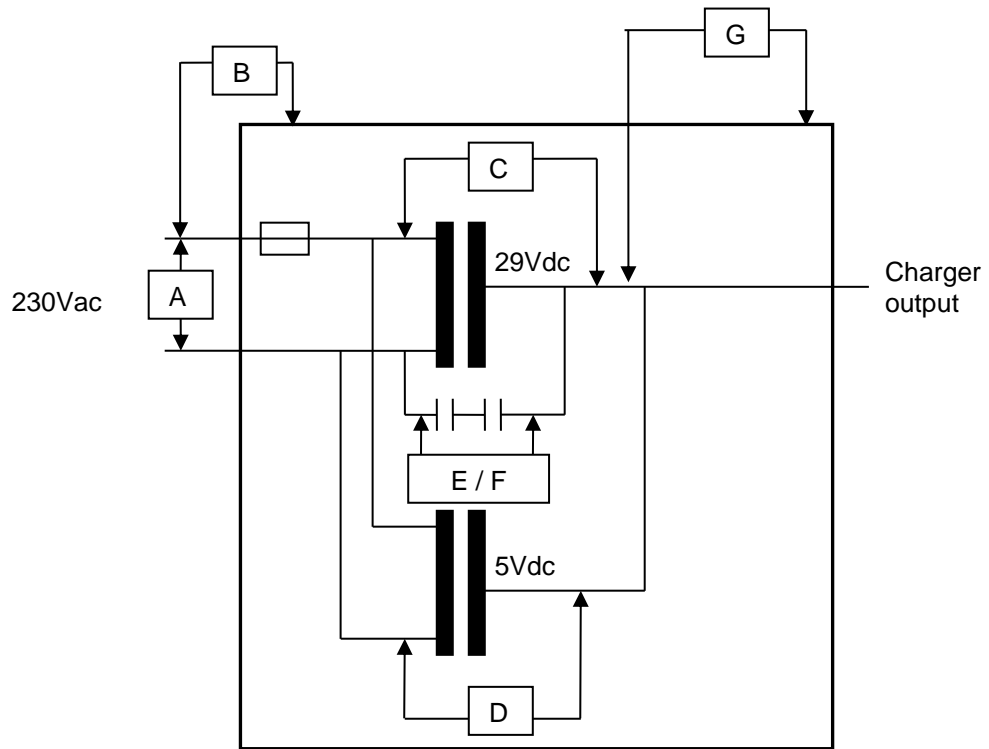 G
B
C
29Vdc
Charger
output
230Vac
A
E / F
5Vdc
D